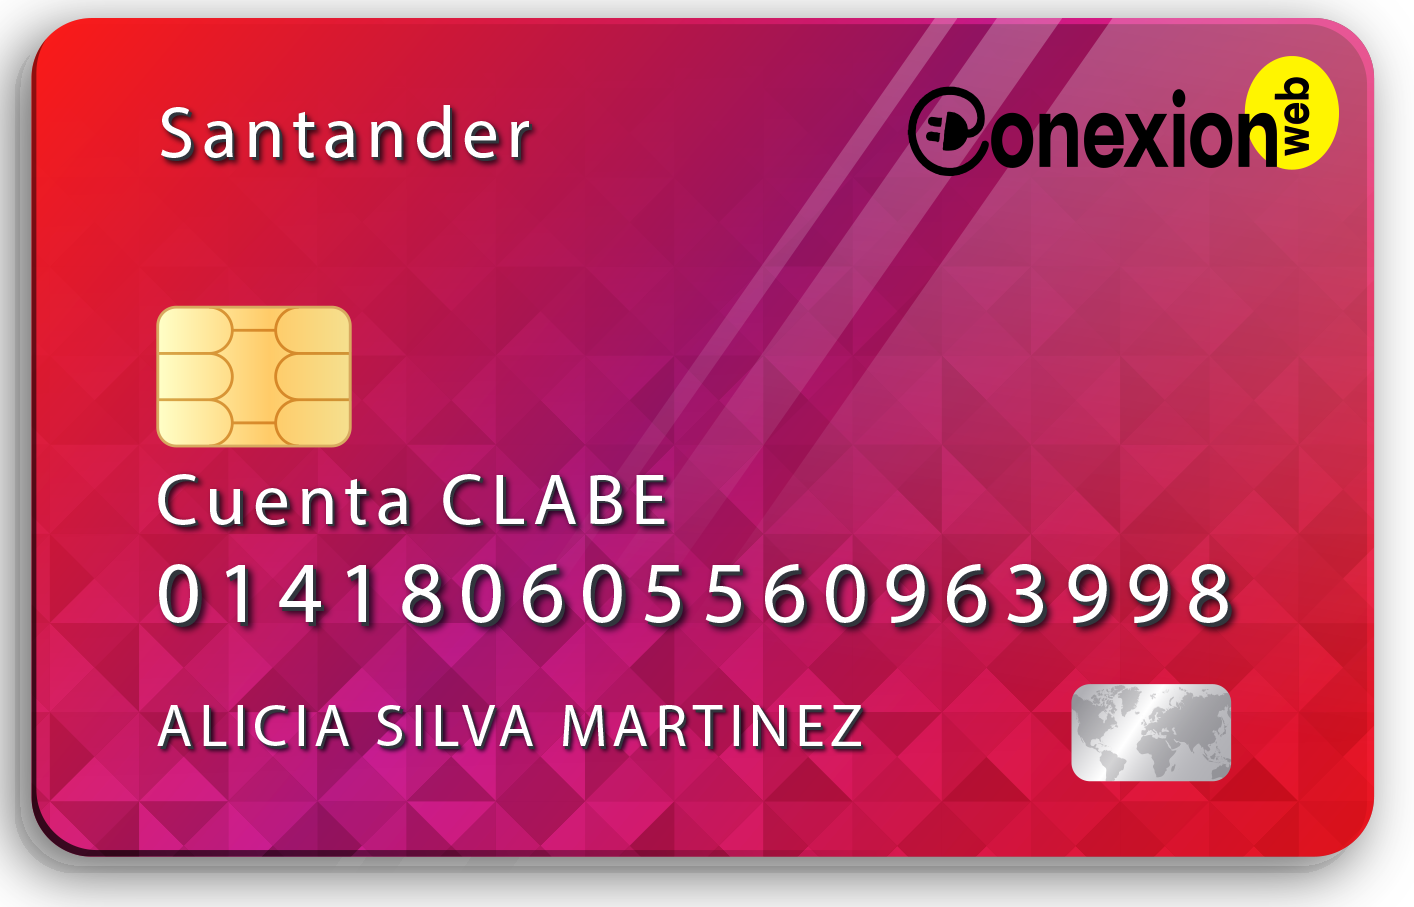 Santander
Conexion web
Cuenta CLABE
014180605560963998
ALICIA SILVA MARTINEZ